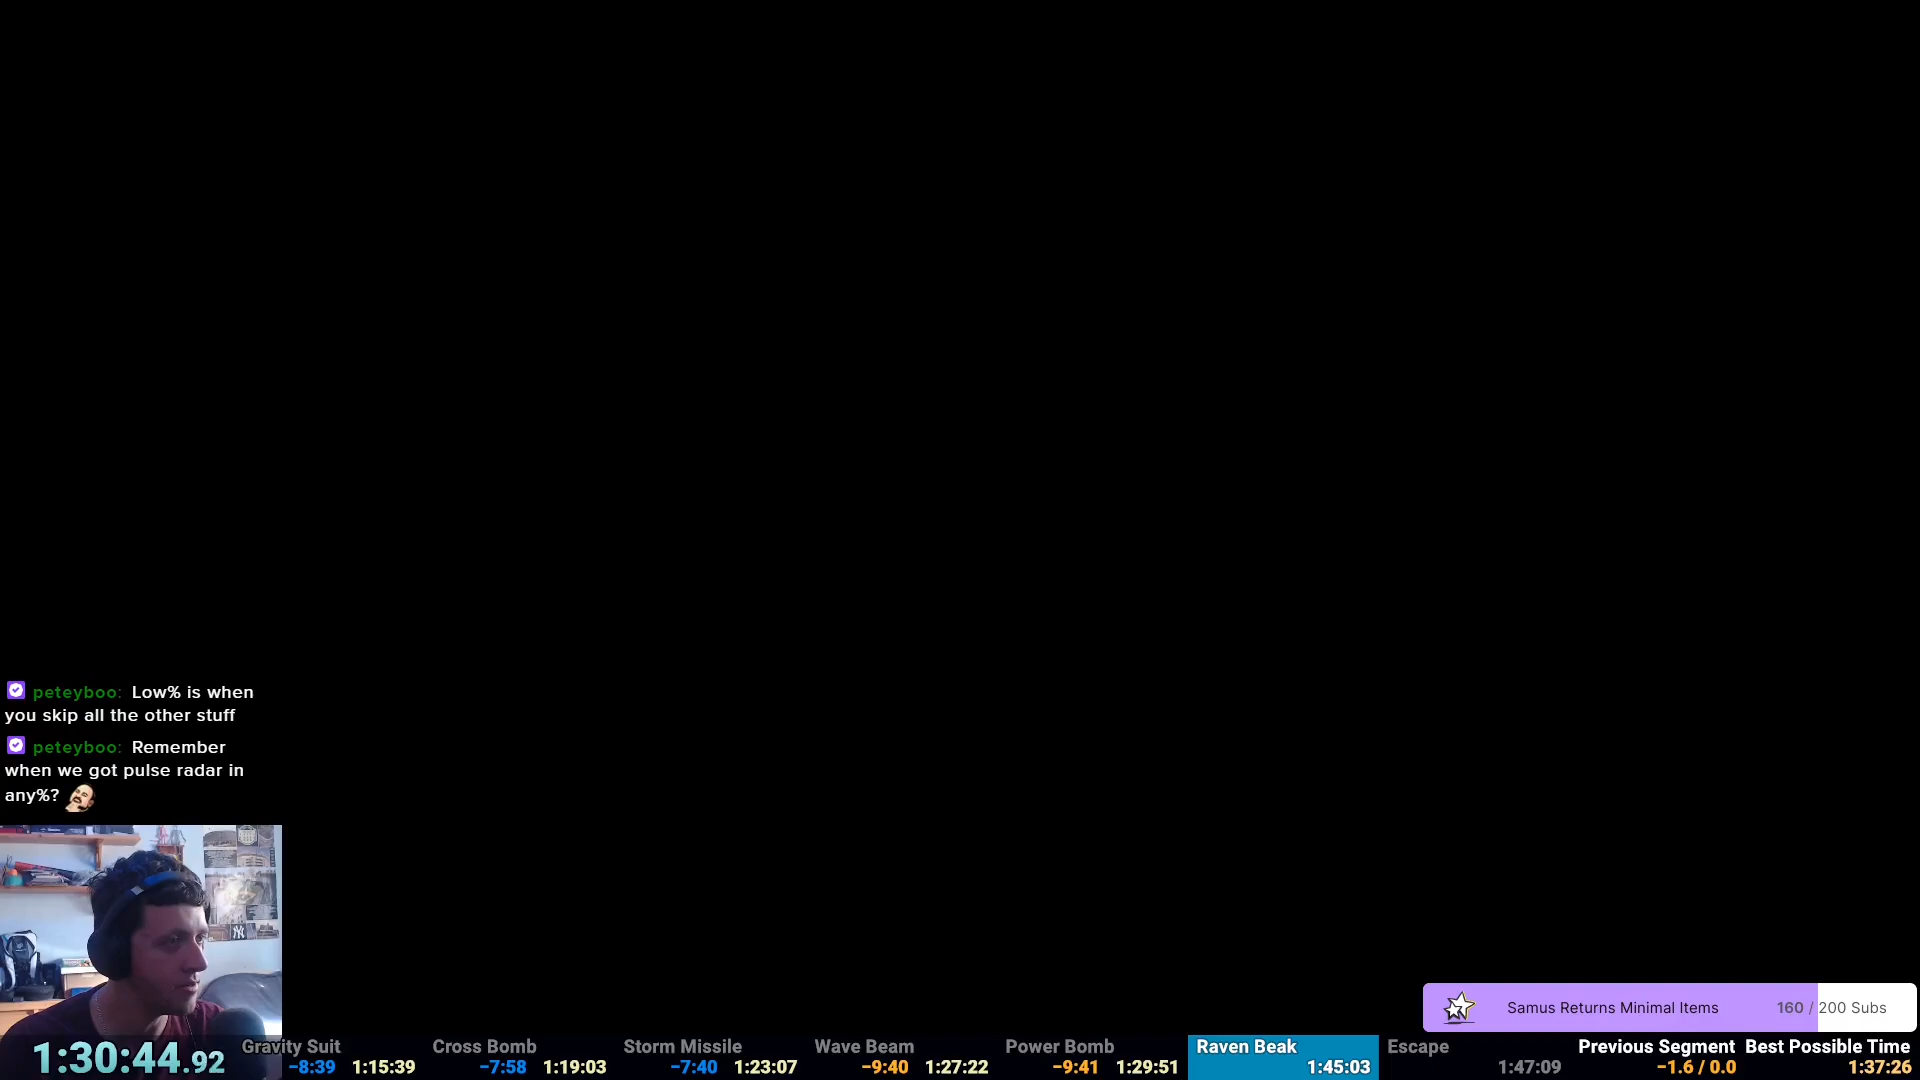 peteyboo: Low% is when
you skip all the other stuff
peteyboo: Remember
when we got pulse radar in
any%?
Samus Returns Minimal Items 160 / 200 Subs
1:30:44.92
Gravity Suit
−8:39 1:15:39
Cross Bomb
−7:58 1:19:03
Storm Missile
−7:40 1:23:07
Wave Beam
−9:40 1:27:22
Power Bomb
−9:41 1:29:51
Raven Beak
1:45:03
Escape
1:47:09
Previous Segment
−1.6 / 0.0
Best Possible Time
1:37:26